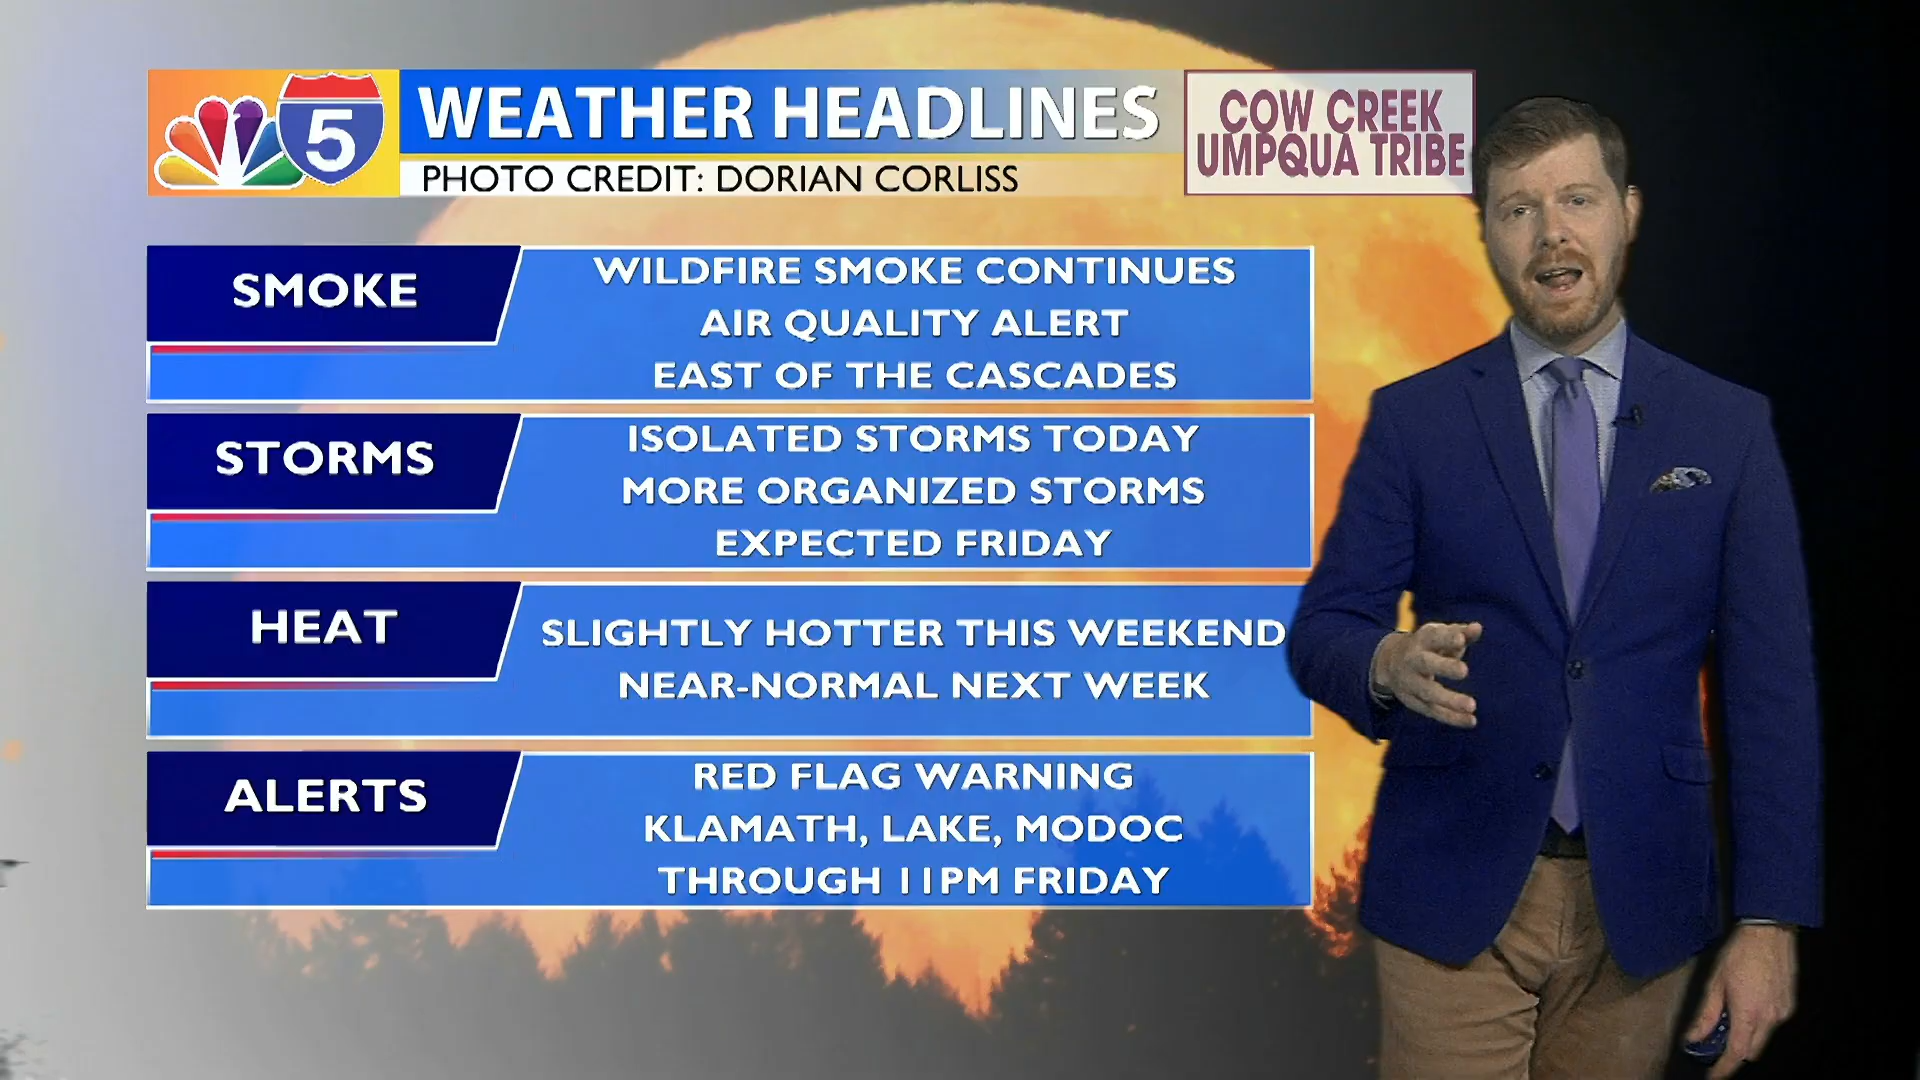 5
WEATHER HEADLINES
PHOTO CREDIT: DORIAN CORLISS
COW CREEK
UMPQUA TRIBE
SMOKE
WILDFIRE SMOKE CONTINUES
AIR QUALITY ALERT
EAST OF THE CASCADES
STORMS
ISOLATED STORMS TODAY
MORE ORGANIZED STORMS
EXPECTED FRIDAY
HEAT
SLIGHTLY HOTTER THIS WEEKEND
NEAR-NORMAL NEXT WEEK
ALERTS
RED FLAG WARNING
KLAMATH, LAKE, MODOC
THROUGH 11PM FRIDAY